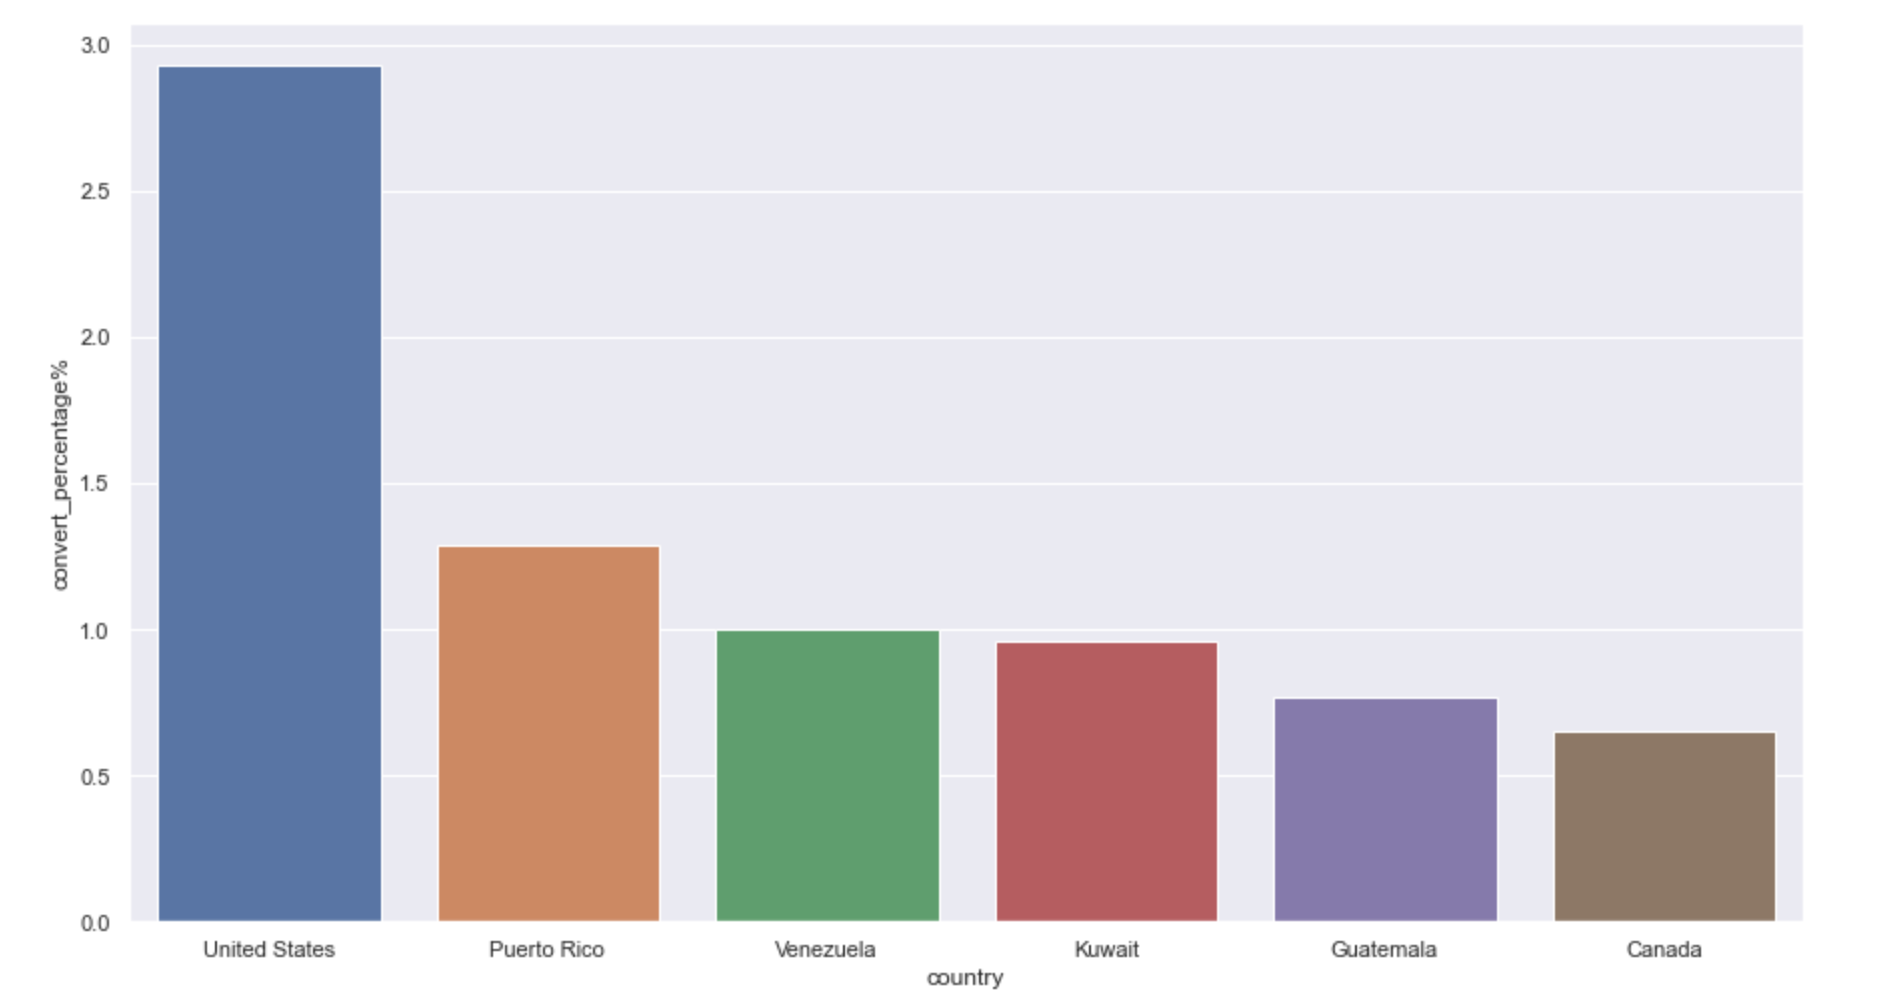 3.0
2.5
2.0
1.5
1.0
0.5
0.0
convert_percentage%
United States
Puerto Rico
Venezuela
Kuwait
Guatemala
Canada
country